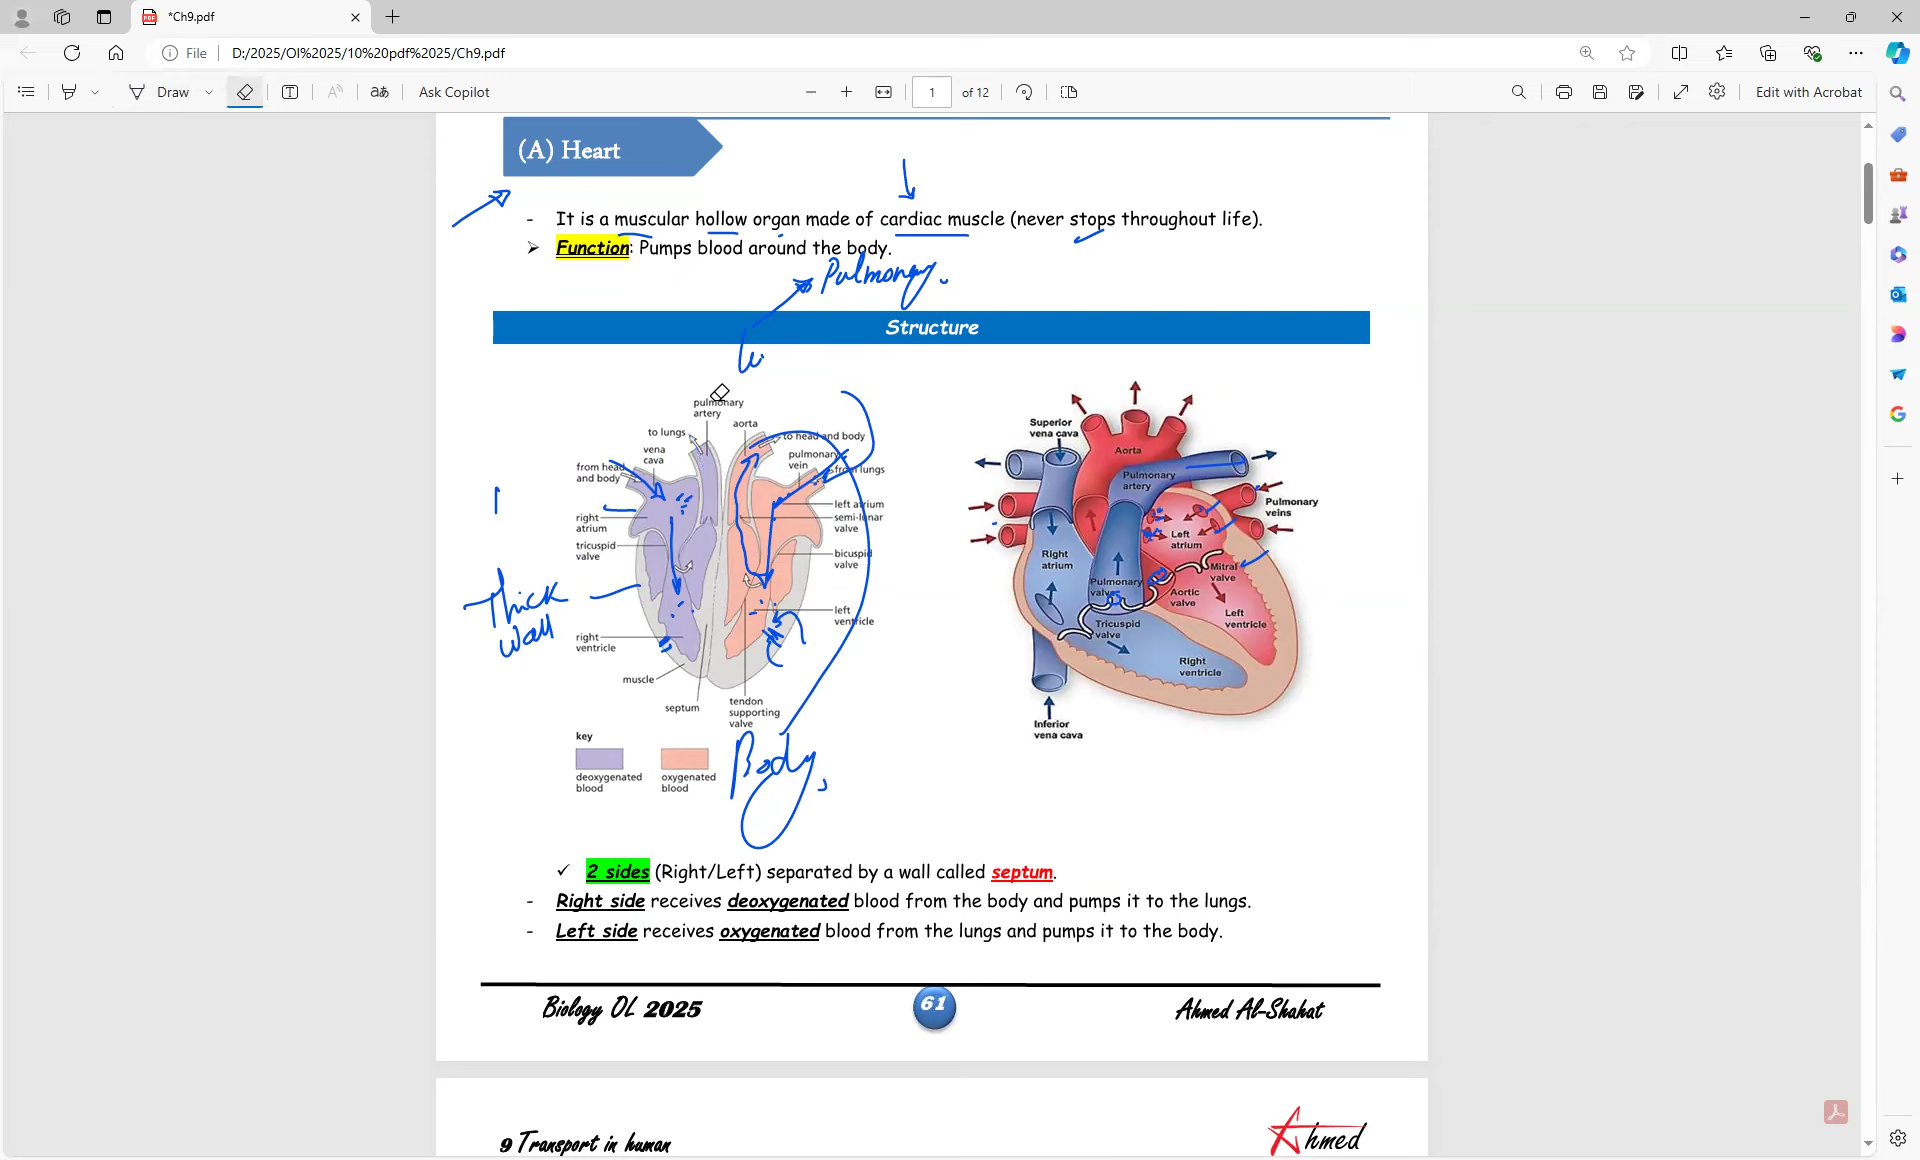 *Ch9.pdf
File
D:/2025/Ol%2025/10%20pdf%2025/Ch9.pdf
Draw
aあ
Ask Copilot
1
of 12
Edit with Acrobat
(A) Heart
- It is a muscular hollow organ made of cardiac muscle (never stops throughout life).
➢ Function: Pumps blood around the body.
Pulmonary.
Structure
pulmonary
artery
aorta
to lungs
to head and body
vena
cava
pulmonary
vein
from head
and body
from lungs
left atrium
right
atrium
semi-lunar
valve
tricuspid
valve
bicuspid
valve
Thick
wall
left
ventricle
right
ventricle
muscle
septum
tendon
supporting
valve
key
deoxygenated
blood
oxygenated
blood
Body,
Superior
vena cava
Aorta
Pulmonary
artery
Pulmonary
veins
Left
atrium
Right
atrium
Mitral
valve
Pulmonary
valve
Aortic
valve
Left
ventricle
Tricuspid
valve
Right
ventricle
Inferior
vena cava
✓ 2 sides (Right/Left) separated by a wall called septum.
- Right side receives deoxygenated blood from the body and pumps it to the lungs.
- Left side receives oxygenated blood from the lungs and pumps it to the body.
Biology OL 2025
61
Ahmed Al-Shahat
9 Transport in human
Ahmed